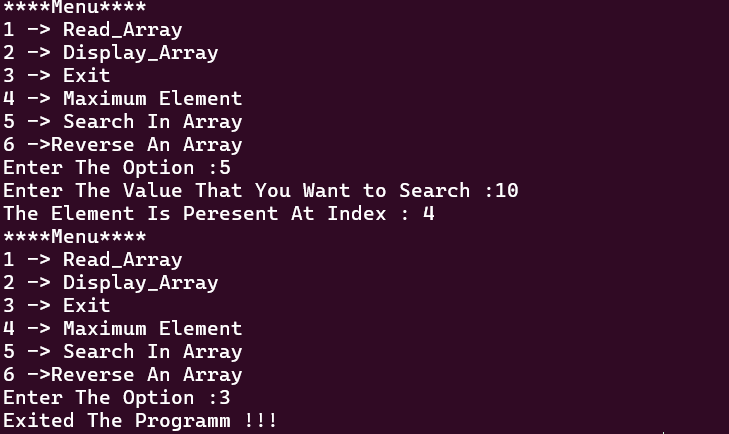 ****Menu****
1 -> Read_Array
2 -> Display_Array
3 -> Exit
4 -> Maximum Element
5 -> Search In Array
6 ->Reverse An Array
Enter The Option :5
Enter The Value That You Want to Search :10
The Element Is Peresent At Index : 4
****Menu****
1 -> Read_Array
2 -> Display_Array
3 -> Exit
4 -> Maximum Element
5 -> Search In Array
6 ->Reverse An Array
Enter The Option :3
Exited The Programm !!!